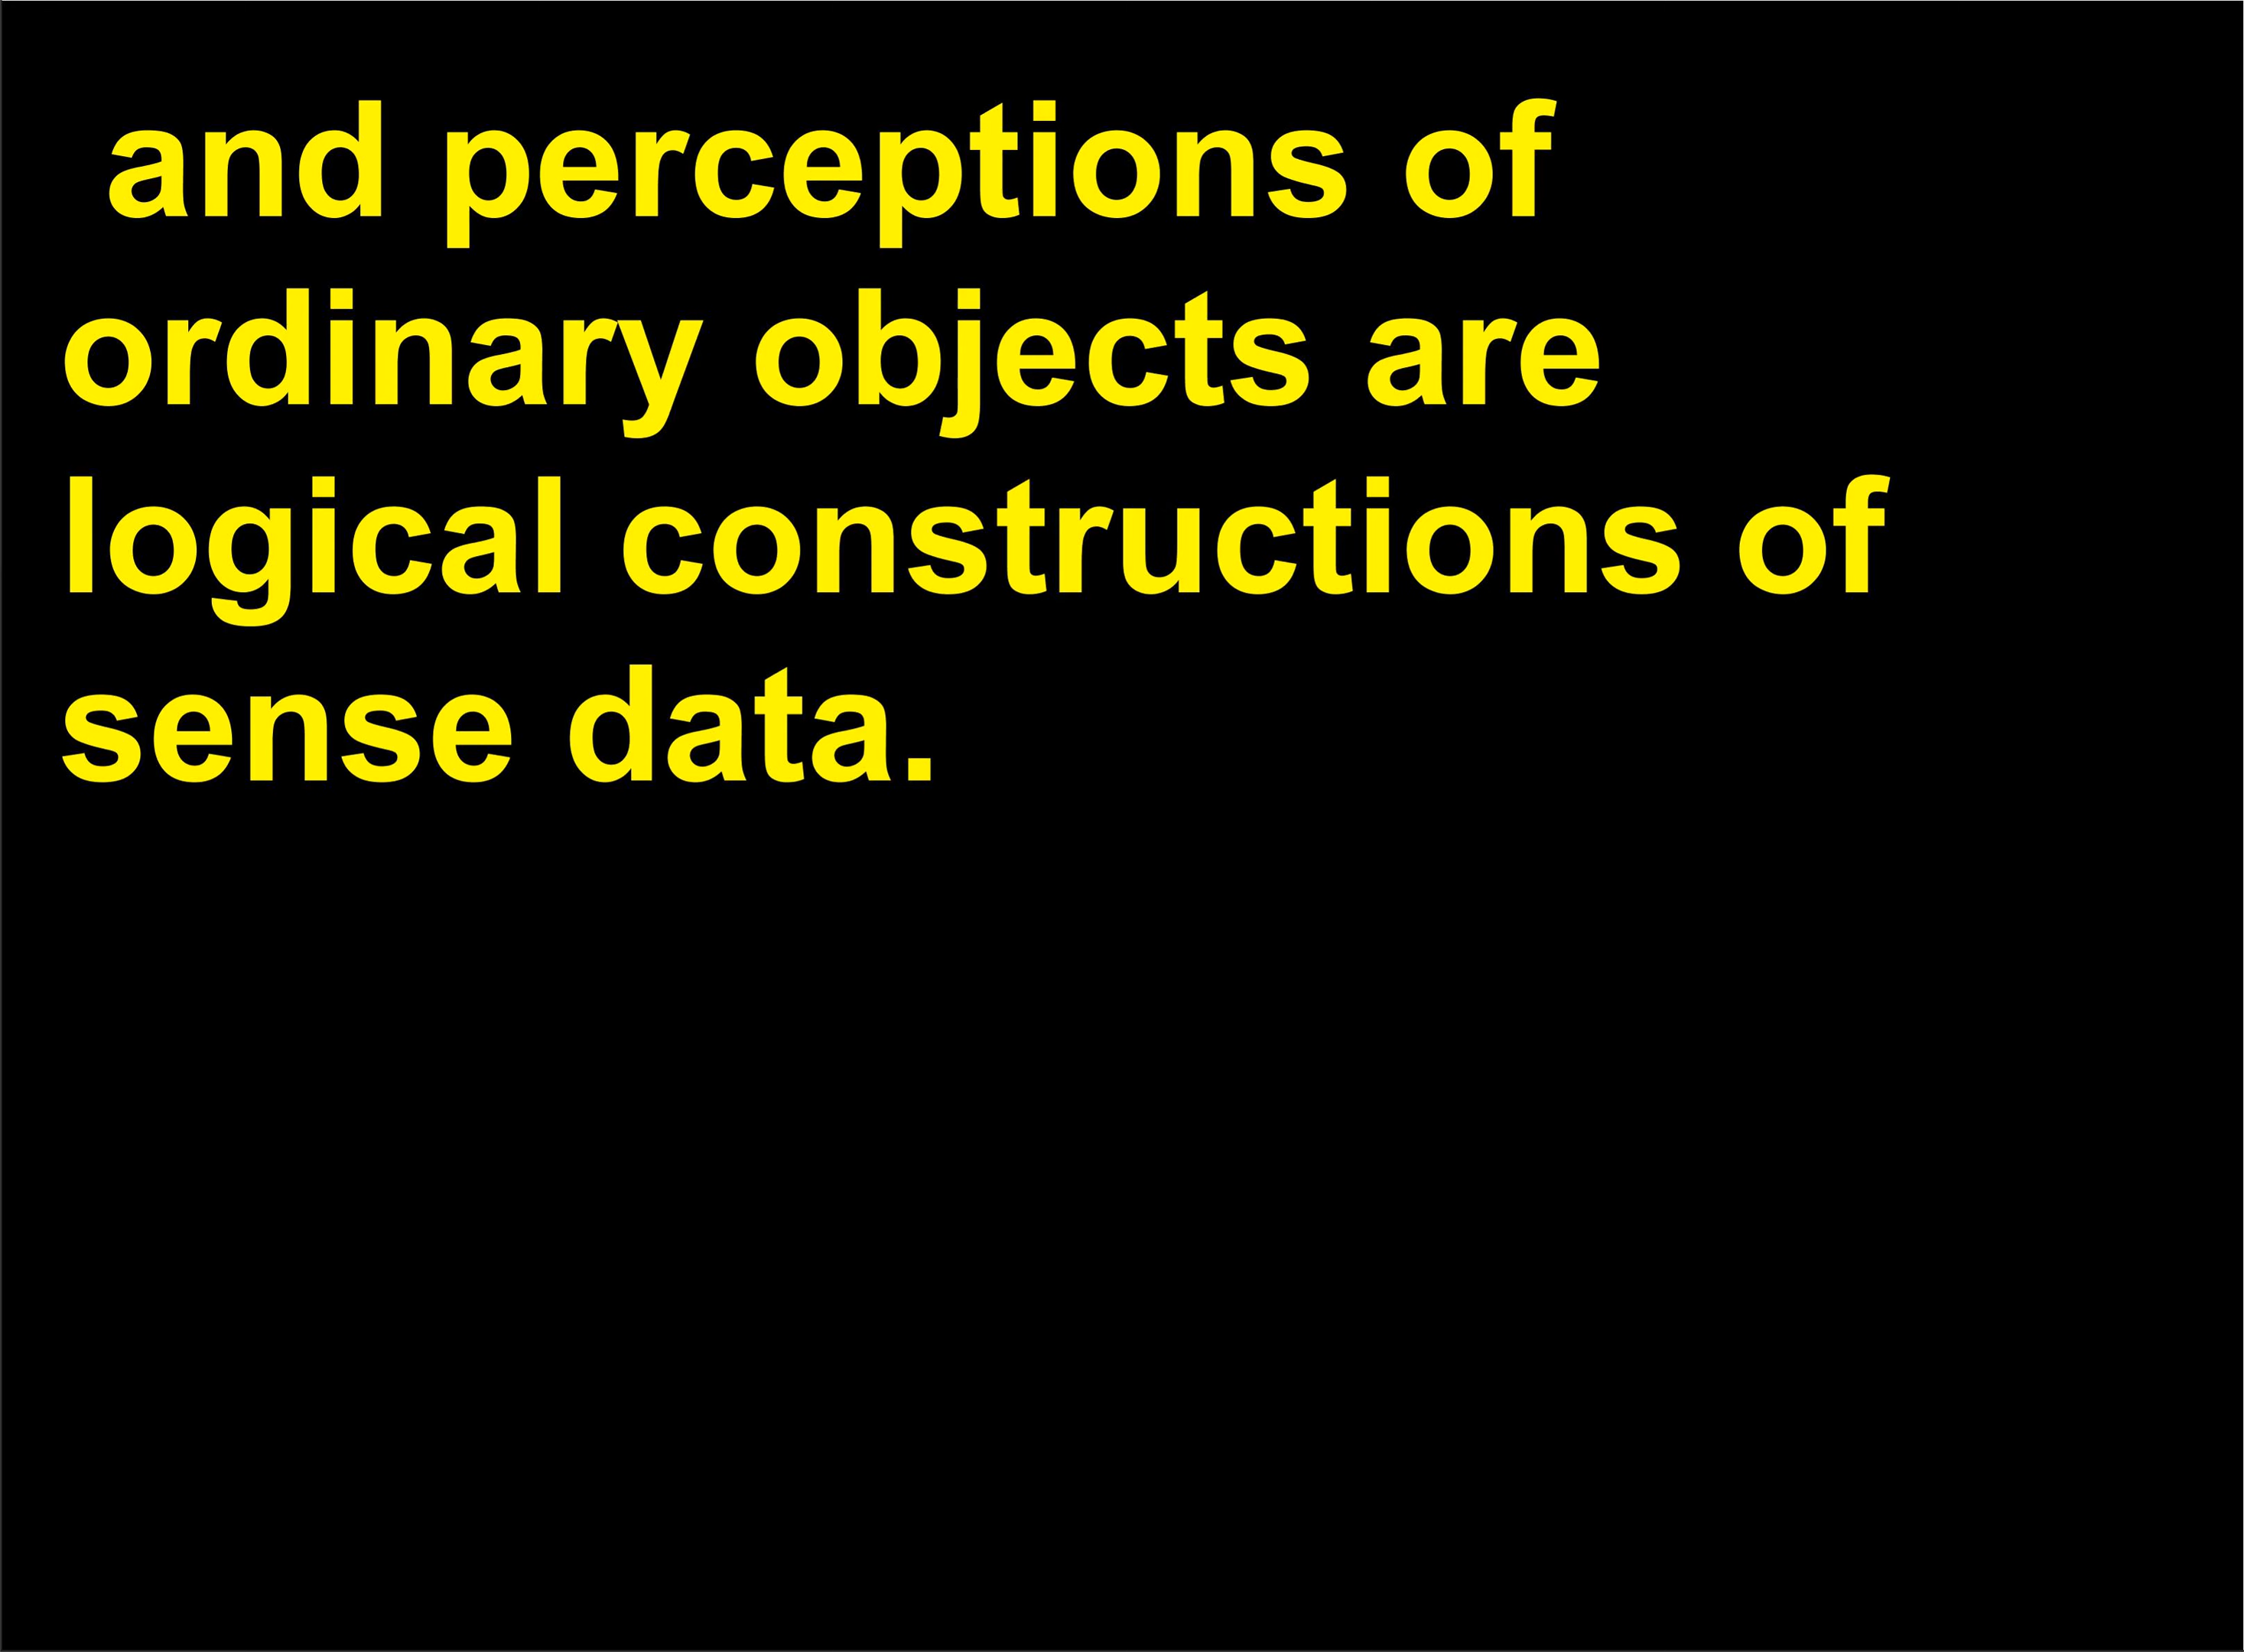 and perceptions of
ordinary objects are
logical constructions of
sense data.